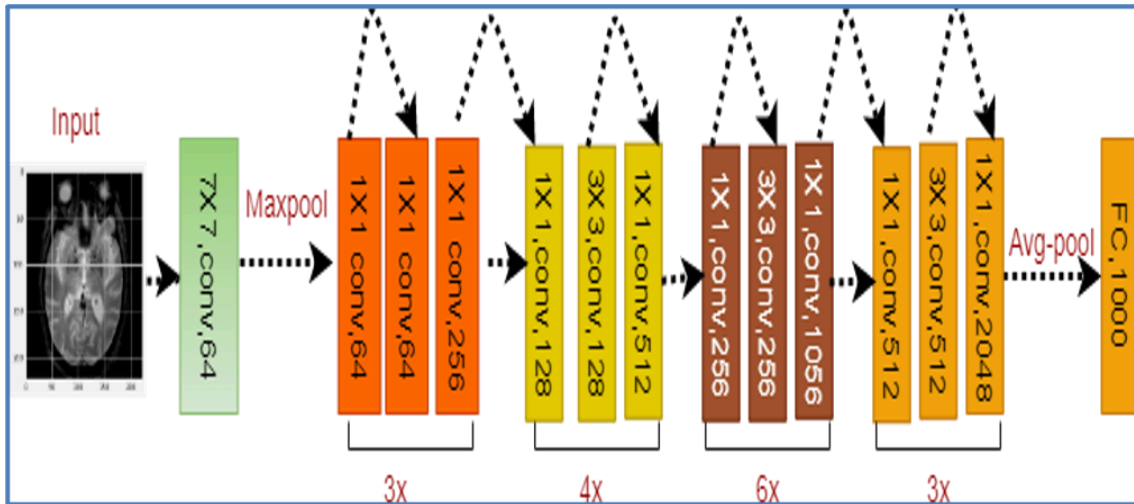 Input
7X7,conv,64
Maxpool
1X1 conv,64
1X1 conv,64
1X1 conv,256
3x
1X1,conv,128
3X3,conv,128
1X1,conv,512
4x
1X1,conv,256
3X3,conv,256
1X1,conv,1056
6x
1X1,conv,512
3X3,conv,512
1X1,conv,2048
3x
Avg-pool
FC,1000